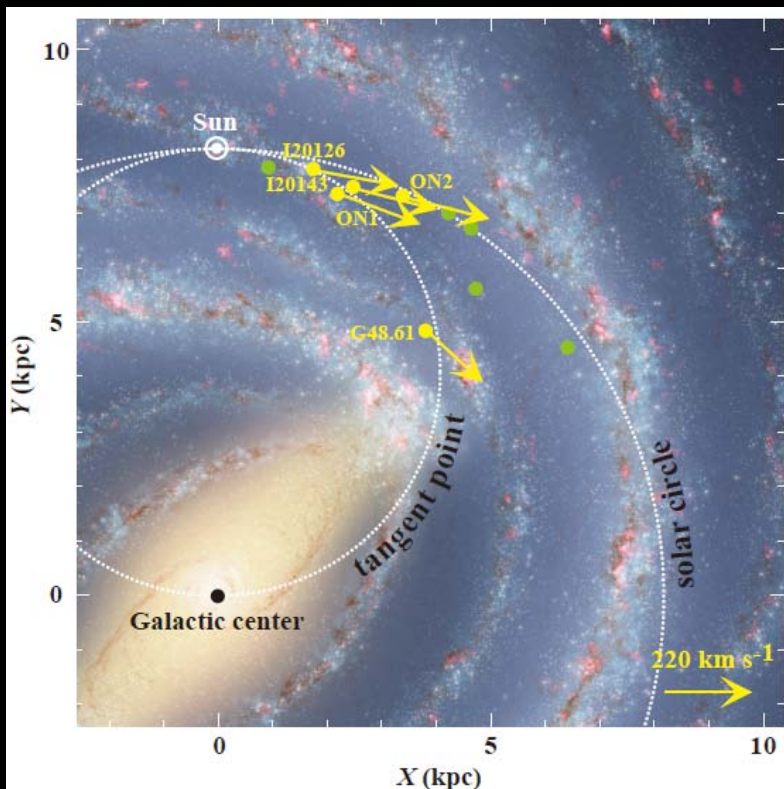 10
Sun
I20126
I20143
ON2
ON1
5
G48.61
Y (kpc)
tangent point
solar circle
0
Galactic center
220 km s-1
0
5
10
X (kpc)